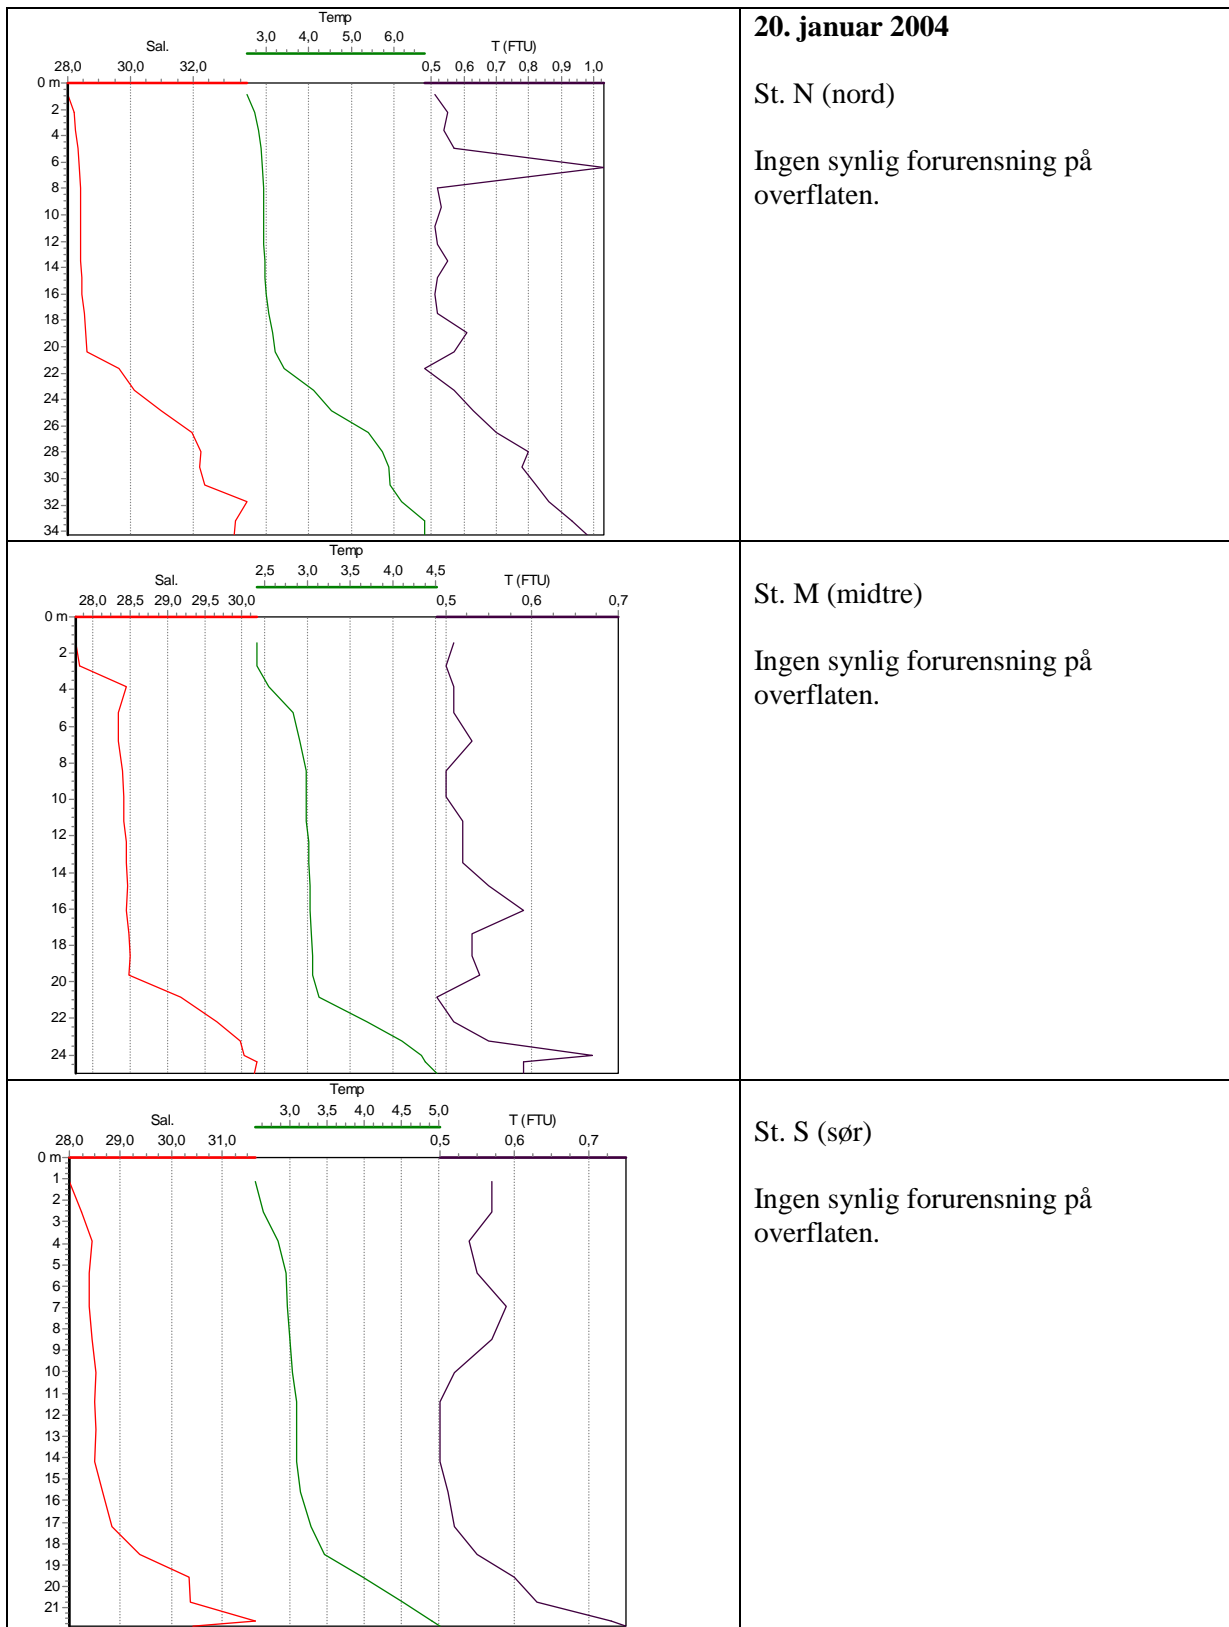 Temp
Sal.
3,0 4,0 5,0 6,0
T (FTU)
28,0 30,0 32,0
0,5 0,6 0,7 0,8 0,9 1,0
0 m
2
4
6
8
10
12
14
16
18
20
22
24
26
28
30
32
34
20. januar 2004
St. N (nord)
Ingen synlig forurensning på
overflaten.
Temp
Sal.
2,5 3,0 3,5 4,0 4,5
T (FTU)
28,0 28,5 29,0 29,5 30,0
0,5 0,6 0,7
0 m
2
4
6
8
10
12
14
16
18
20
22
24
St. M (midtre)
Ingen synlig forurensning på
overflaten.
Temp
Sal.
3,0 3,5 4,0 4,5 5,0
T (FTU)
28,0 29,0 30,0 31,0
0,5 0,6 0,7
0 m
1
2
3
4
5
6
7
8
9
10
11
12
13
14
15
16
17
18
19
20
21
St. S (sør)
Ingen synlig forurensning på
overflaten.